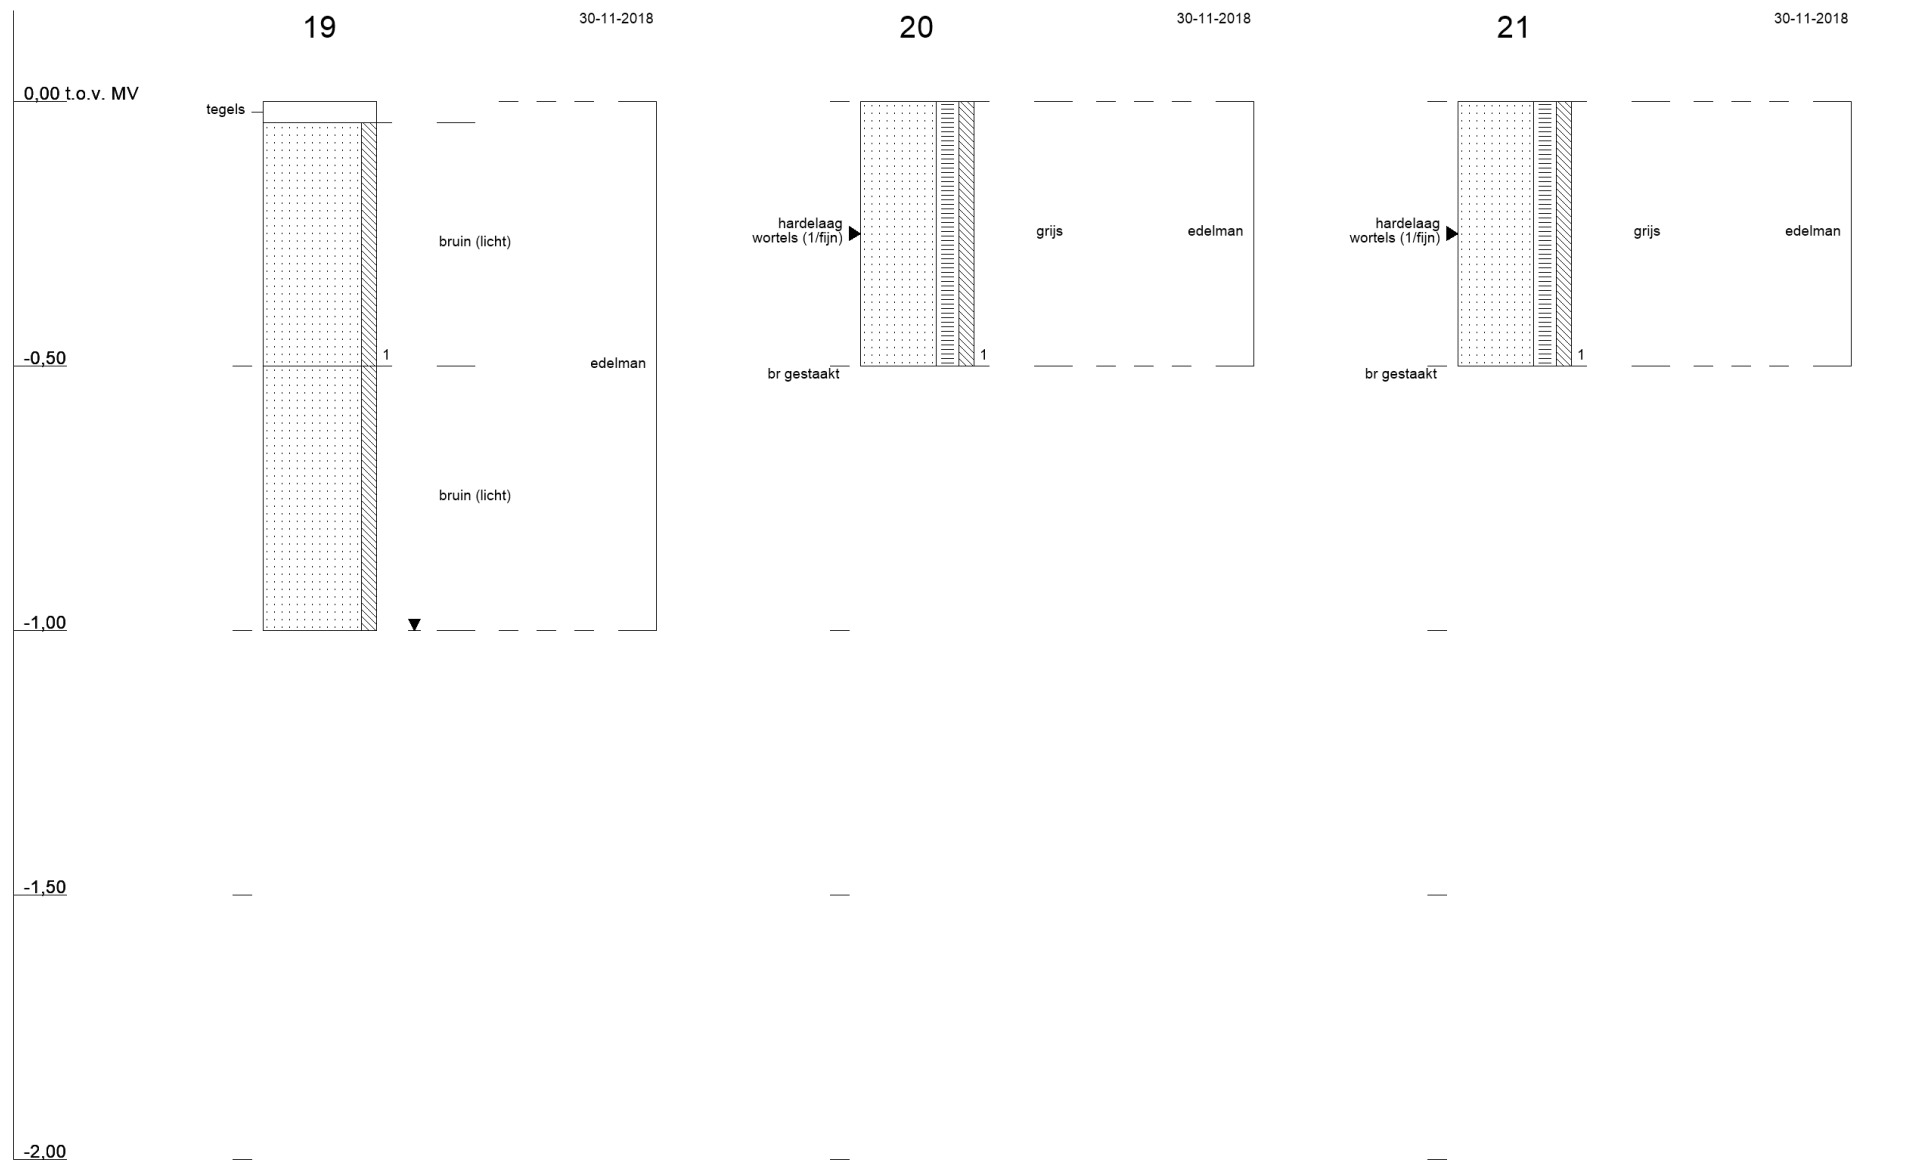 19
30-11-2018
20
30-11-2018
21
30-11-2018
0,00 t.o.v. MV
tegels
bruin (licht)
hardelaag
wortels (1/fijn)
grijs
edelman
hardelaag
wortels (1/fijn)
grijs
edelman
-0,50
1
edelman
1
br gestaakt
1
br gestaakt
bruin (licht)
-1,00
-1,50
-2,00